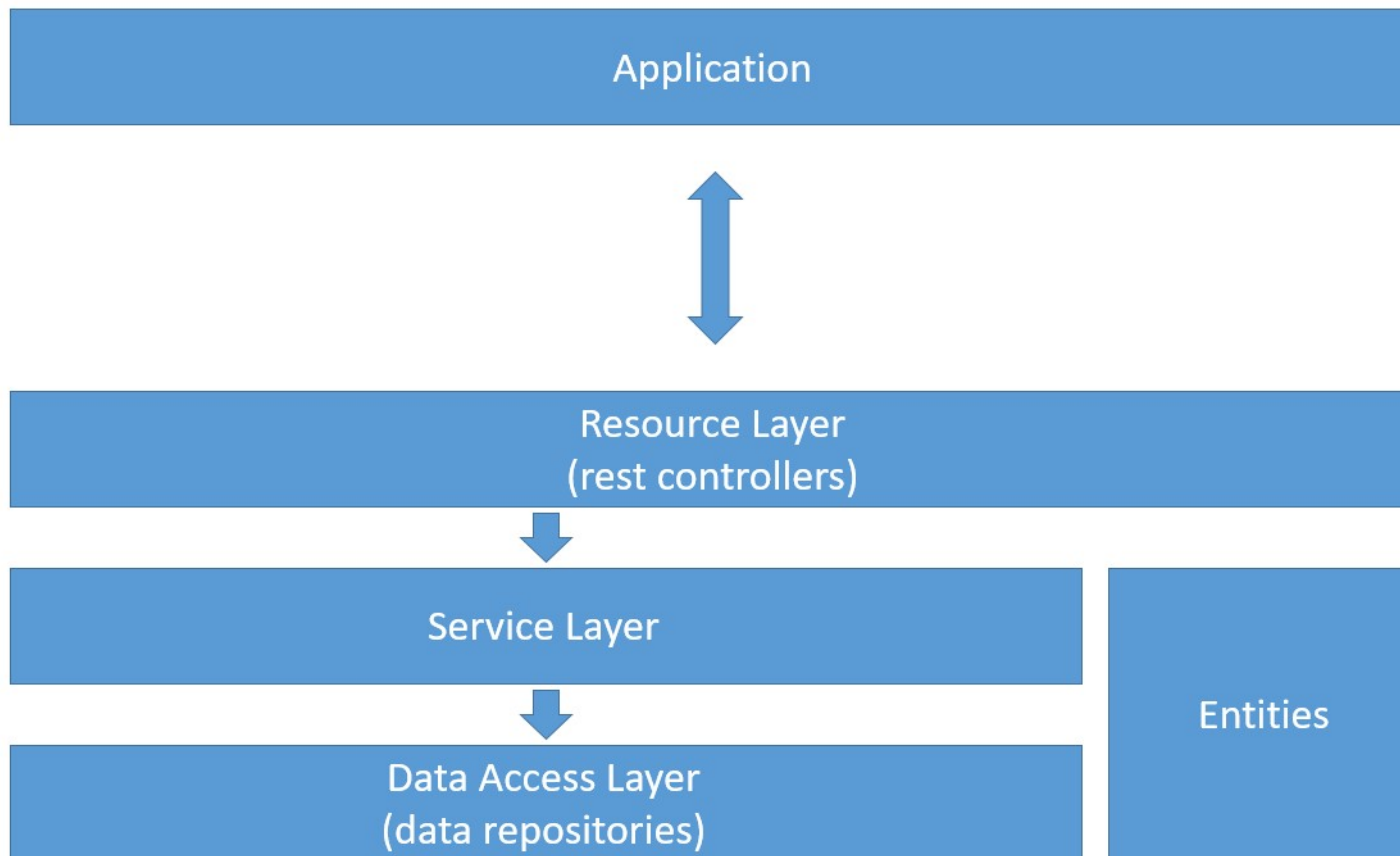 Application
Resource Layer
(rest controllers)
Service Layer
Entities
Data Access Layer
(data repositories)